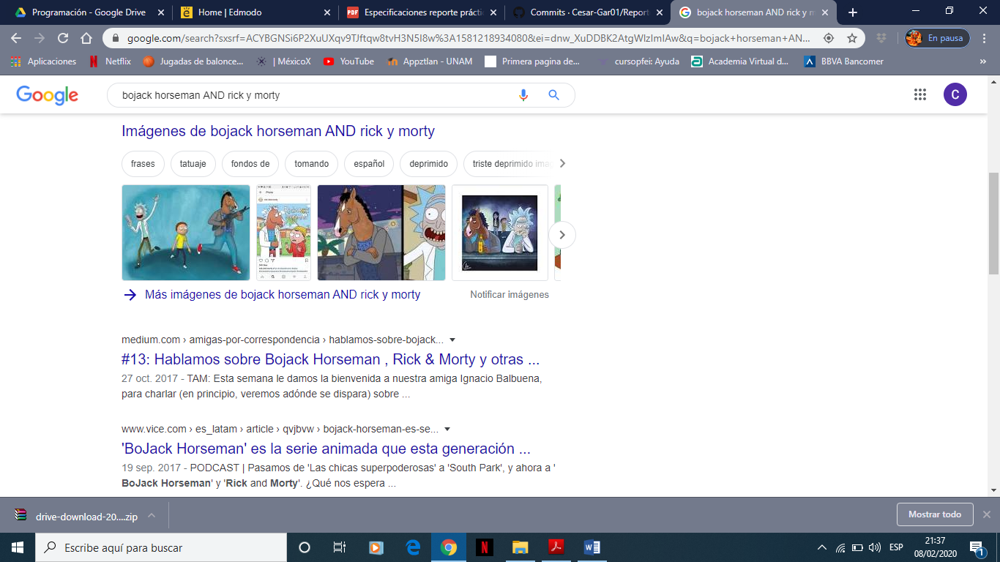 Programación - Google Drive
Home | Edmodo
PDF
Especificaciones reporte prácti
Commits · Cesar-Gar01/Report
bojack horseman AND rick y m
google.com/search?sxsrf=ACYBGNSi6P2XuUXqv9TJftqw8tvH3N5I8w%3A1581218934080&ei=dnw_XuDDBK2AtgWIzImIAw&q=bojack+horseman+AN...
En pausa
Aplicaciones
Netflix
Jugadas de balonce...
| MéxicoX
YouTube
Appztlan - UNAM
Primera pagina de...
cursopfei: Ayuda
Academia Virtual d...
BBVA Bancomer
»
Google
bojack horseman AND rick y morty
C
Imágenes de bojack horseman AND rick y morty
frases
tatuaje
fondos de
tomando
español
deprimido
triste deprimido imag
Más imágenes de bojack horseman AND rick y morty
Notificar imágenes
medium.com › amigas-por-correspondencia › hablamos-sobre-bojack...
#13: Hablamos sobre Bojack Horseman , Rick & Morty y otras ...
27 oct. 2017 - TAM: Esta semana le damos la bienvenida a nuestra amiga Ignacio Balbuena,
para charlar (en principio, veremos adónde se dispara) sobre ...
www.vice.com › es_latam › article › qvjbvw › bojack-horseman-es-se...
'BoJack Horseman' es la serie animada que esta generación ...
19 sep. 2017 - PODCAST | Pasamos de 'Las chicas superpoderosas' a 'South Park', y ahora a '
BoJack Horseman' y 'Rick and Morty'. ¿Qué nos espera ...
drive-download-20....zip
Mostrar todo
Escribe aquí para buscar
N
W
ESP
21:37
08/02/2020
1